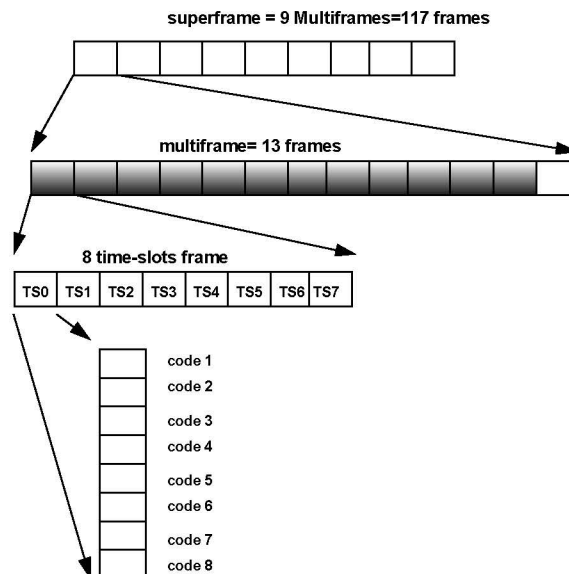 superframe = 9 Multiframes=117 frames
multiframe= 13 frames
8 time-slots frame
TS0 TS1 TS2 TS3 TS4 TS5 TS6 TS7
code 1
code 2
code 3
code 4
code 5
code 6
code 7
code 8